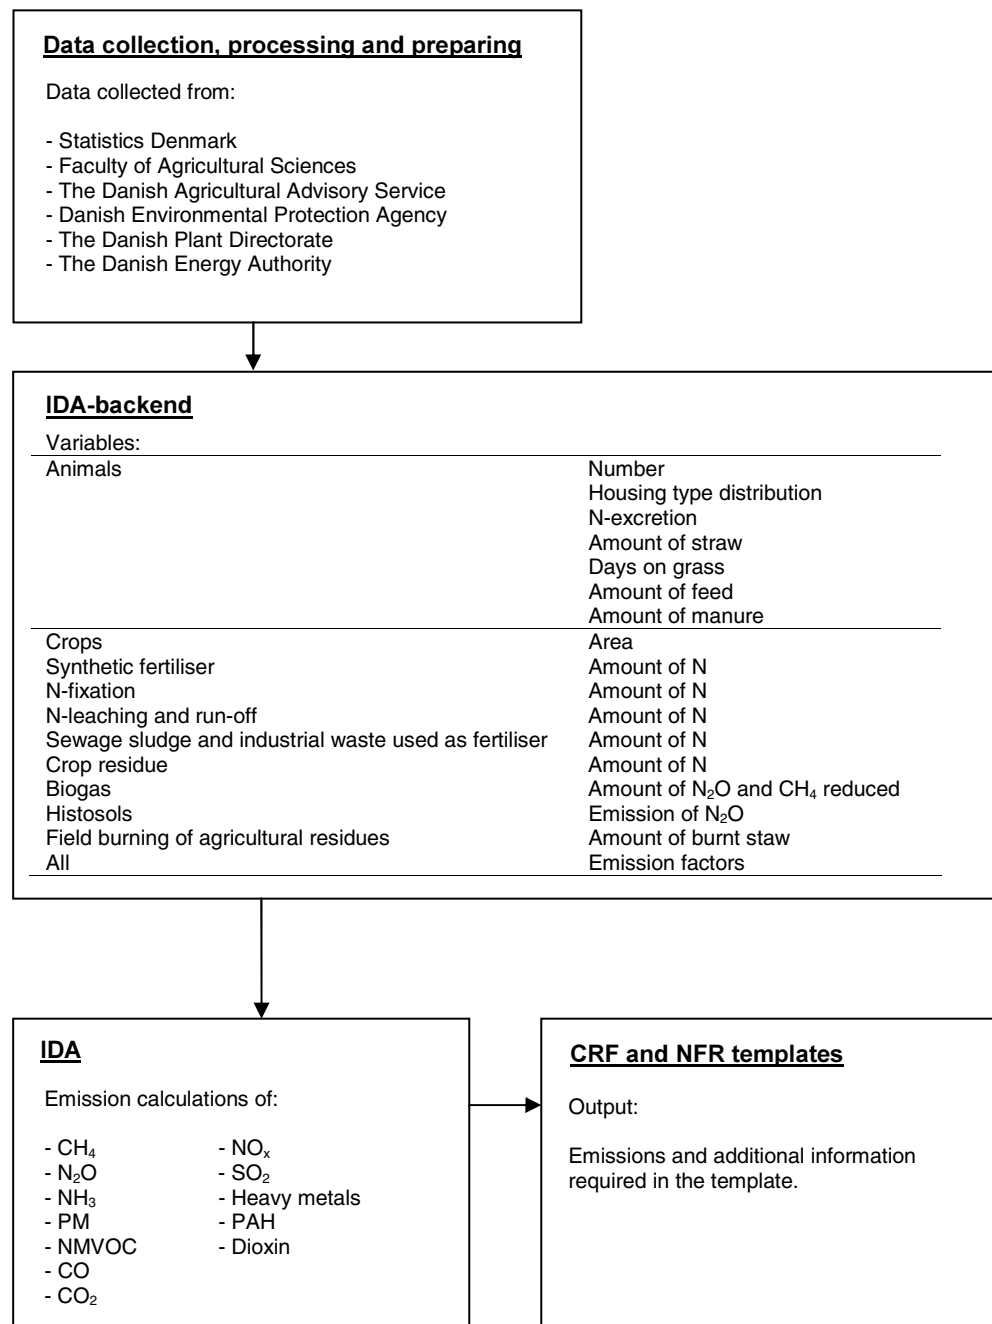 Data collection, processing and preparing
Data collected from:
- Statistics Denmark
- Faculty of Agricultural Sciences
- The Danish Agricultural Advisory Service
- Danish Environmental Protection Agency
- The Danish Plant Directorate
- The Danish Energy Authority
IDA-backend
Variables:
Animals Number
Housing type distribution
N-excretion
Amount of straw
Days on grass
Amount of feed
Amount of manure
Crops Area
Synthetic fertiliser Amount of N
N-fixation Amount of N
N-leaching and run-off Amount of N
Sewage sludge and industrial waste used as fertiliser Amount of N
Crop residue Amount of N
Biogas Amount of N₂O and CH₄ reduced
Histosols Emission of N₂O
Field burning of agricultural residues Amount of burnt staw
All Emission factors
IDA
Emission calculations of:
- CH₄ - NOₓ
- N₂O - SO₂
- NH₃ - Heavy metals
- PM - PAH
- NMVOC - Dioxin
- CO
- CO₂
CRF and NFR templates
Output:
Emissions and additional information
required in the template.